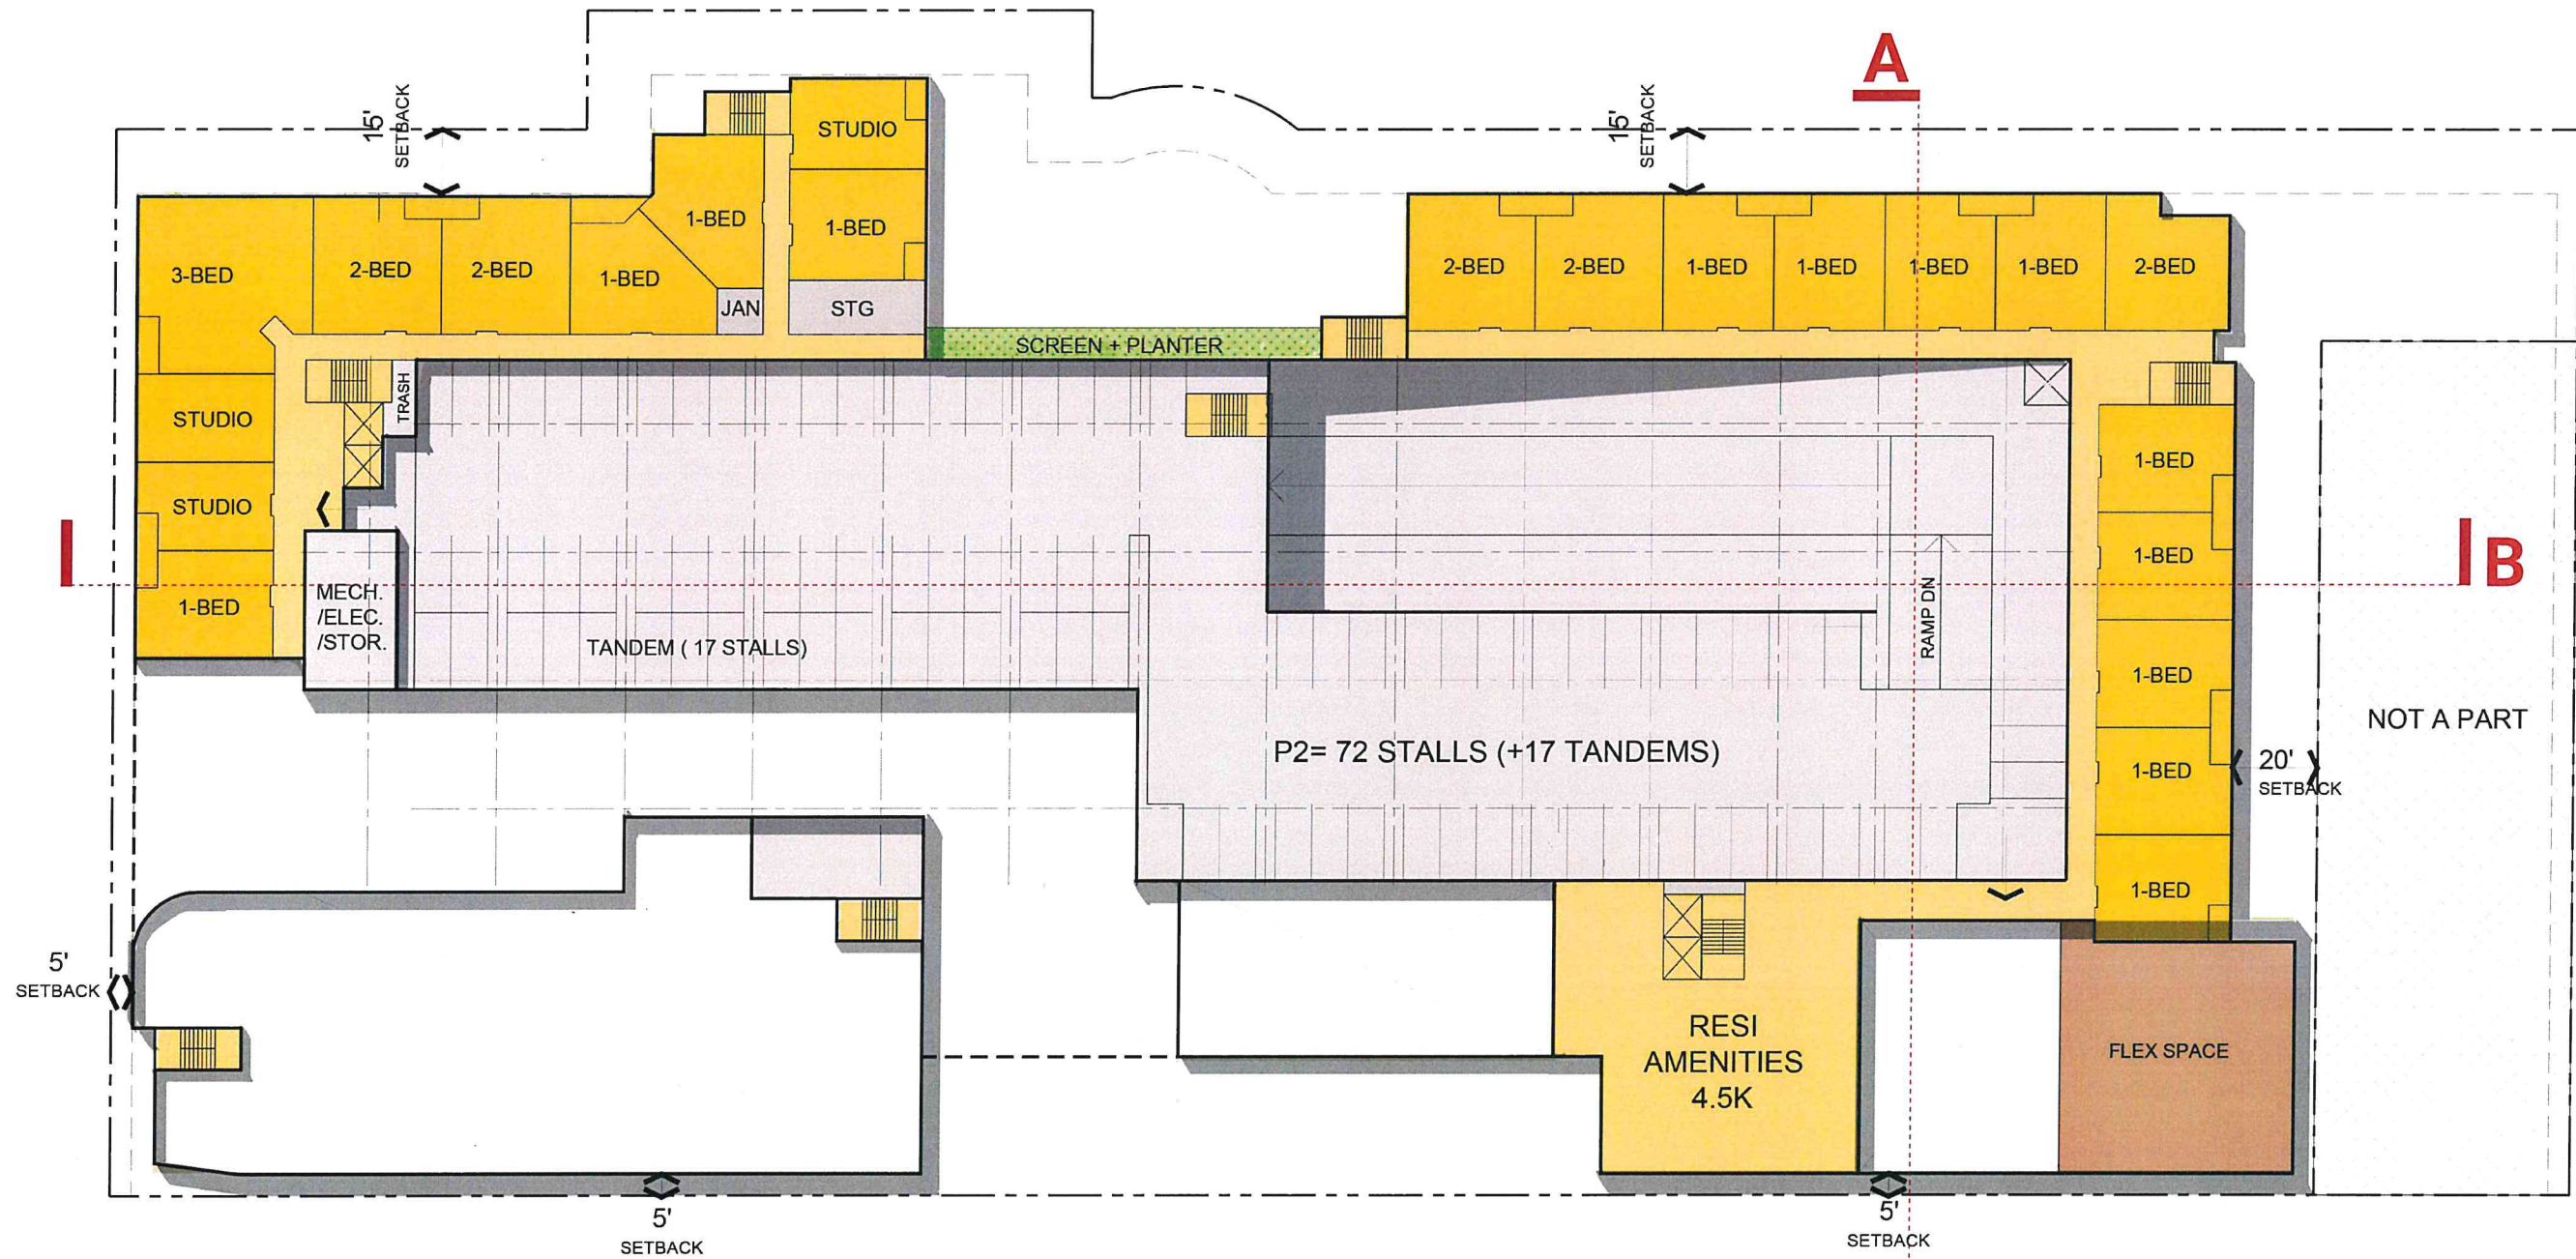 A
15'
SETBACK
15'
SETBACK
STUDIO
1-BED
1-BED
3-BED
2-BED
2-BED
1-BED
JAN
STG
2-BED
2-BED
1-BED
1-BED
1-BED
1-BED
2-BED
SCREEN + PLANTER
TRASH
STUDIO
STUDIO
1-BED
MECH.
/ELEC.
/STOR.
TANDEM ( 17 STALLS)
RAMP DN
1-BED
1-BED
1-BED
1-BED
1-BED
B
NOT A PART
P2= 72 STALLS (+17 TANDEMS)
20'
SETBACK
5'
SETBACK
RESI
AMENITIES
4.5K
FLEX SPACE
5'
SETBACK
5'
SETBACK